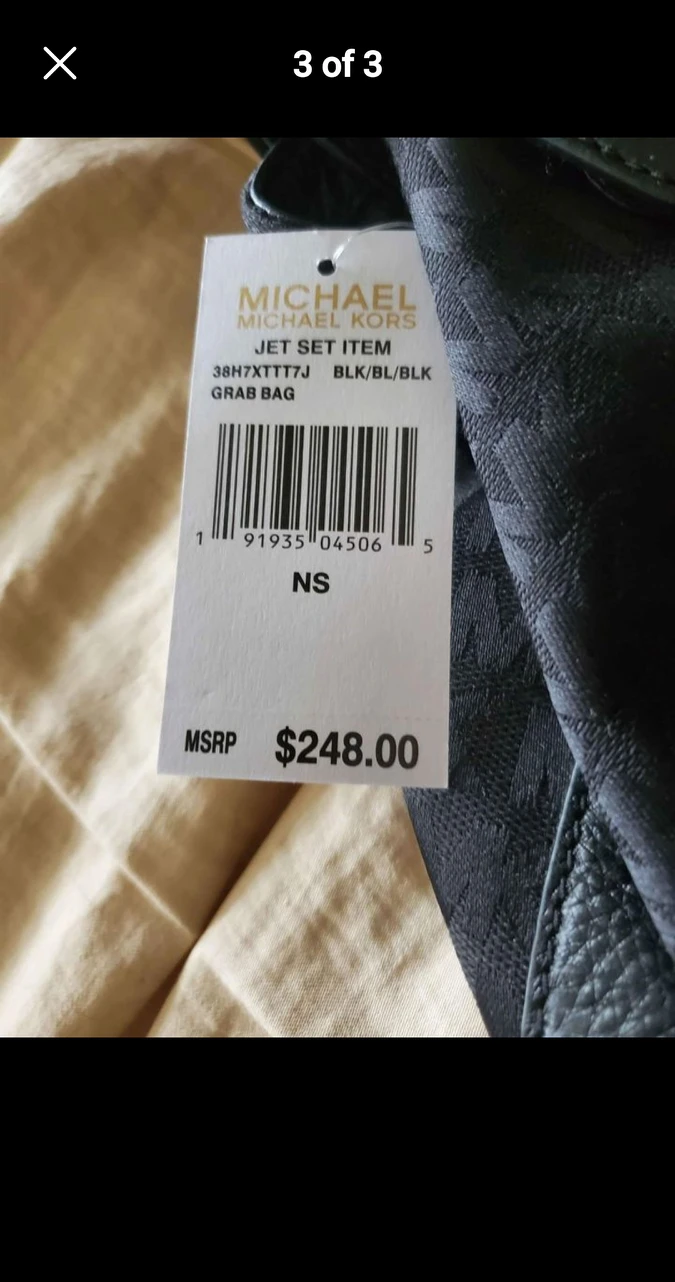 3 of 3
MICHAEL
MICHAEL KORS
JET SET ITEM
38H7XTTT7J BLK/BL/BLK
GRAB BAG
1 91935 04506 5
NS
MSRP $248.00